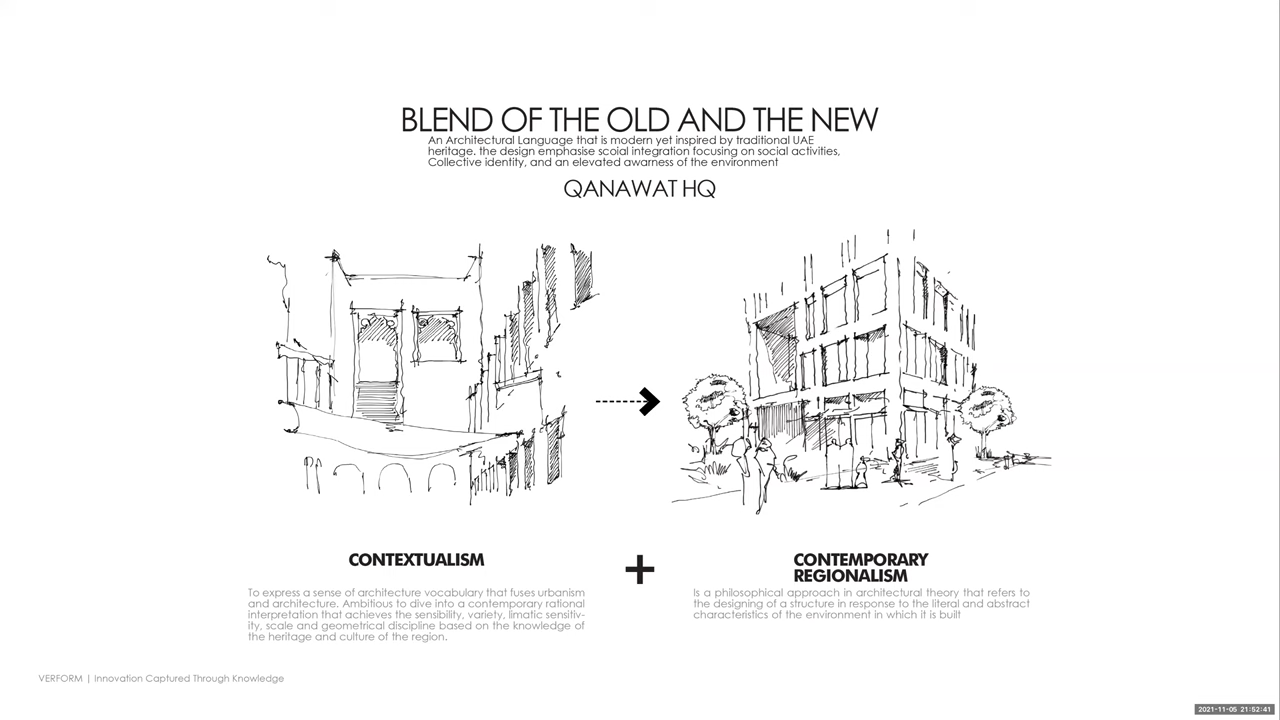 BLEND OF THE OLD AND THE NEW
An Architectural Language that is modern yet inspired by traditional UAE
heritage. the design emphasise scoial integration focusing on social activities,
Collective identity, and an elevated awarness of the environment
QANAWAT HQ
CONTEXTUALISM
To express a sense of architecture vocabulary that fuses urbanism
and architecture. Ambitious to dive into a contemporary rational
interpretation that achieves the sensibility, variety, limatic sensitiv-
ity, scale and geometrical discipline based on the knowledge of
the heritage and culture of the region.
+
CONTEMPORARY
REGIONALISM
Is a philosophical approach in architectural theory that refers to
the designing of a structure in response to the literal and abstract
characteristics of the environment in which it is built
VERFORM | Innovation Captured Through Knowledge
2021-11-05 21:52:41